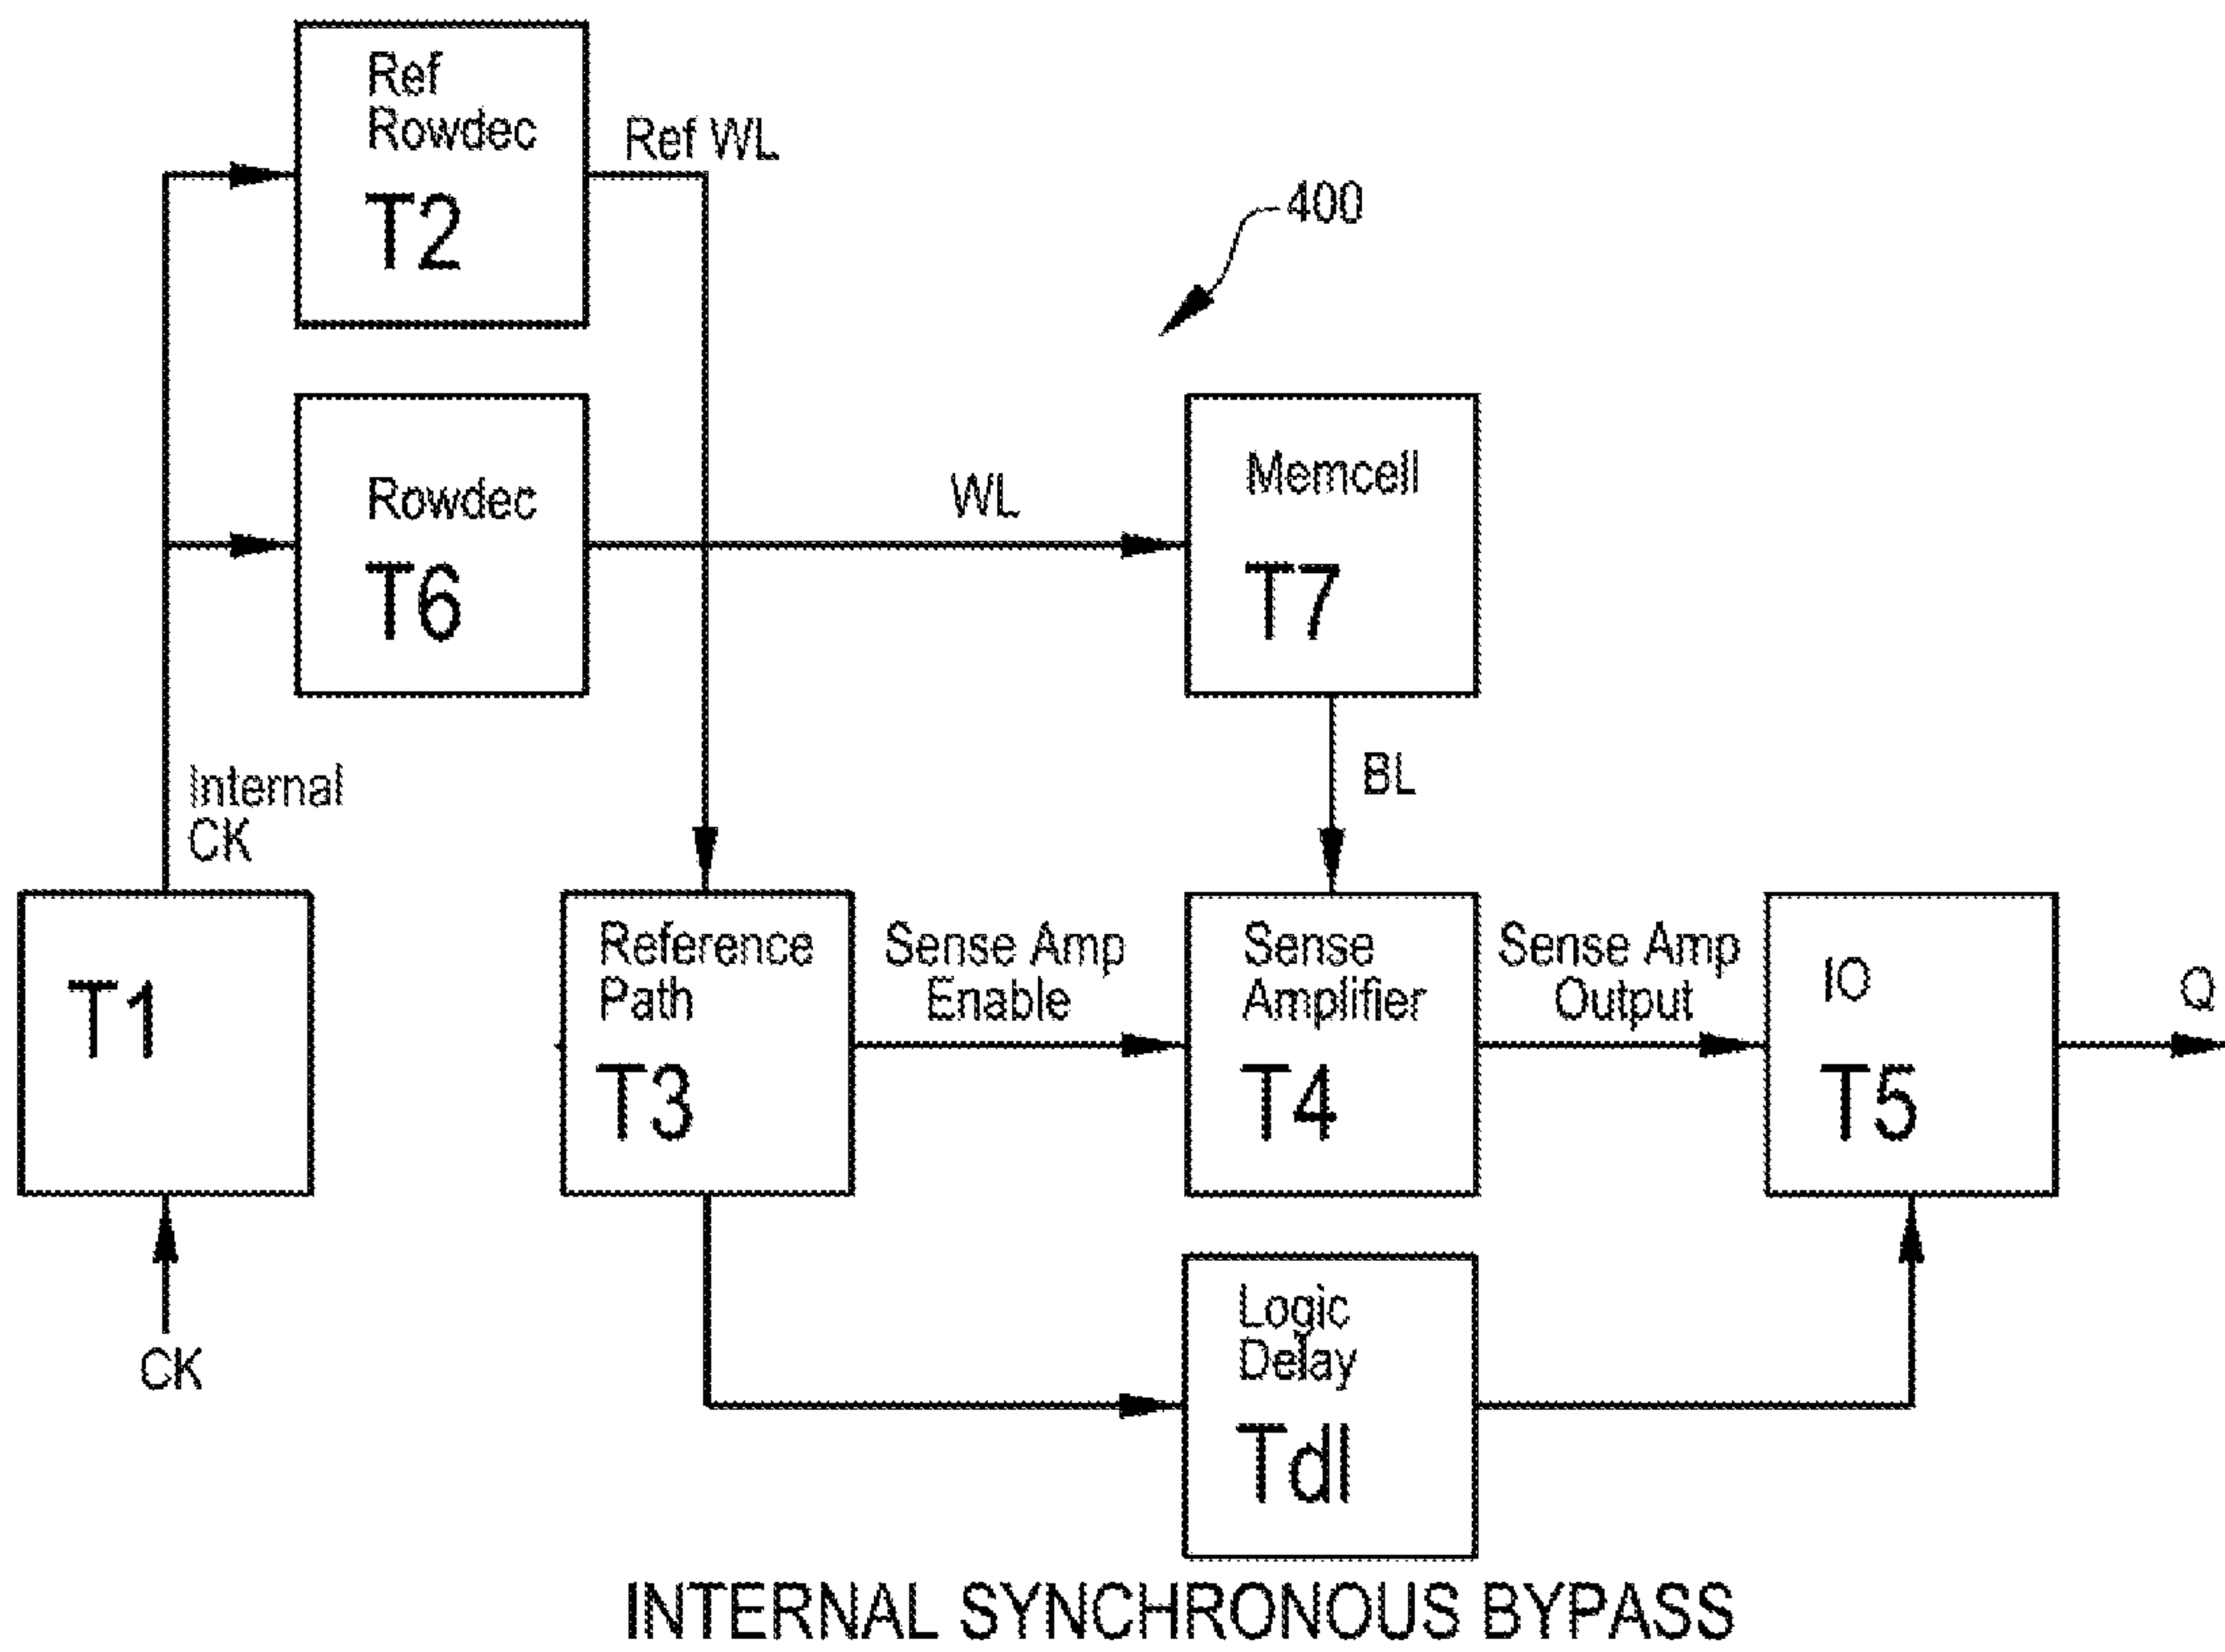 Ref
Rowdec
T2
Ref WL
400
Rowdec
T6
WL
Memcell
T7
Internal
CK
BL
T1
Reference
Path
T3
Sense Amp
Enable
Sense
Amplifier
T4
Sense Amp
Output
IO
T5
Q
CK
Logic
Delay
Tdl
INTERNAL SYNCHRONOUS BYPASS